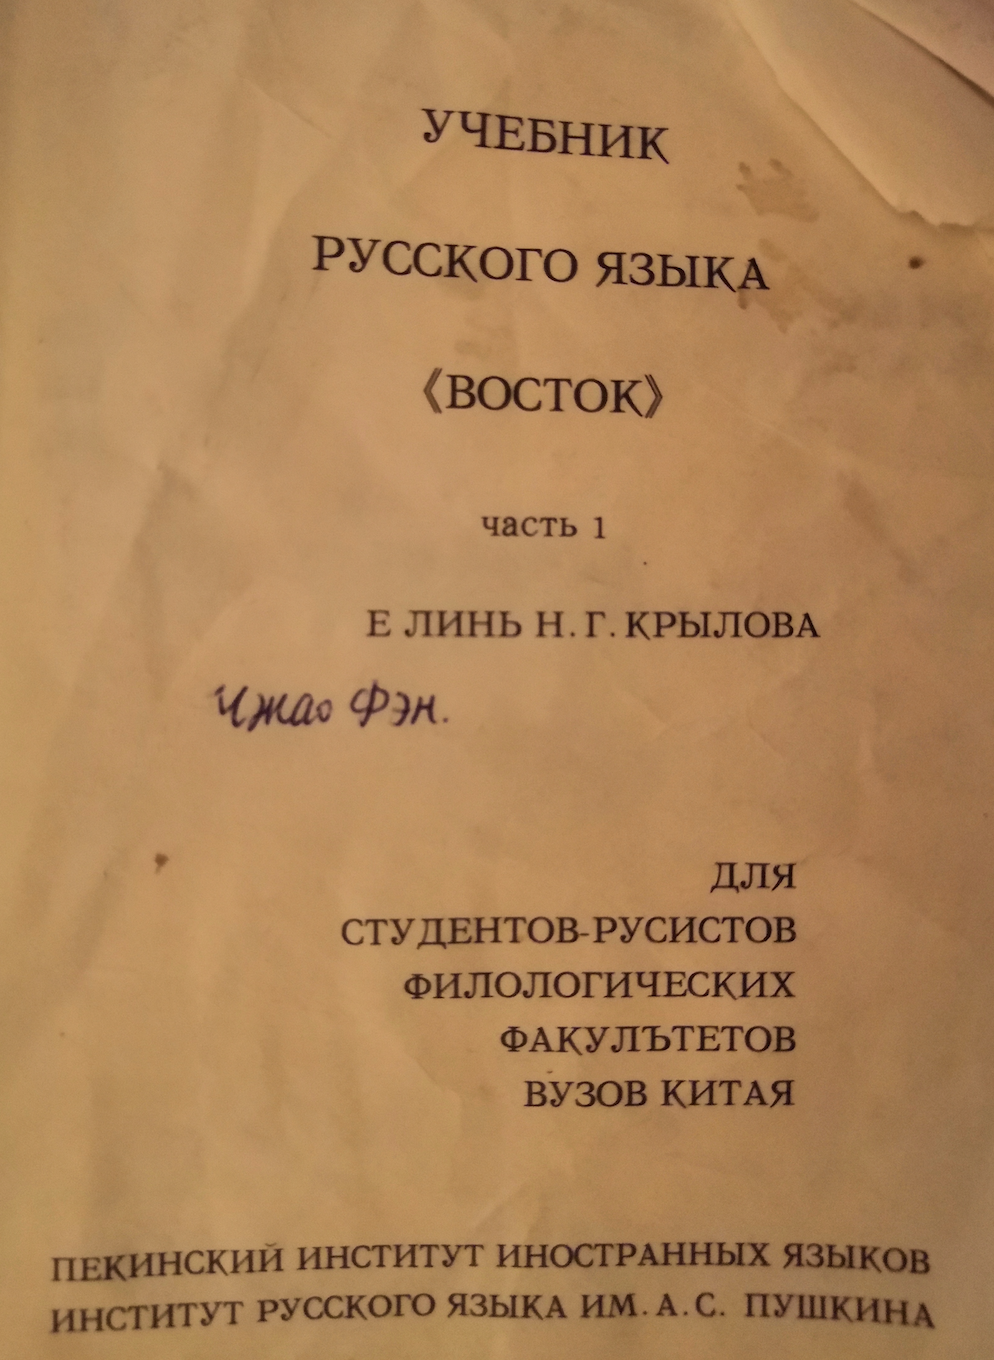 УЧЕБНИК
РУССКОГО ЯЗЫКА
《ВОСТОК》
часть 1
Е ЛИНЬ Н. Г. КРЫЛОВА
Чжао Фэн.
ДЛЯ
СТУДЕНТОВ-РУСИСТОВ
ФИЛОЛОГИЧЕСКИХ
ФАКУЛЪТЕТОВ
ВУЗОВ КИТАЯ
ПЕКИНСКИЙ ИНСТИТУТ ИНОСТРАННЫХ ЯЗЫКОВ
ИНСТИТУТ РУССКОГО ЯЗЫКА ИМ. А. С. ПУШКИНА